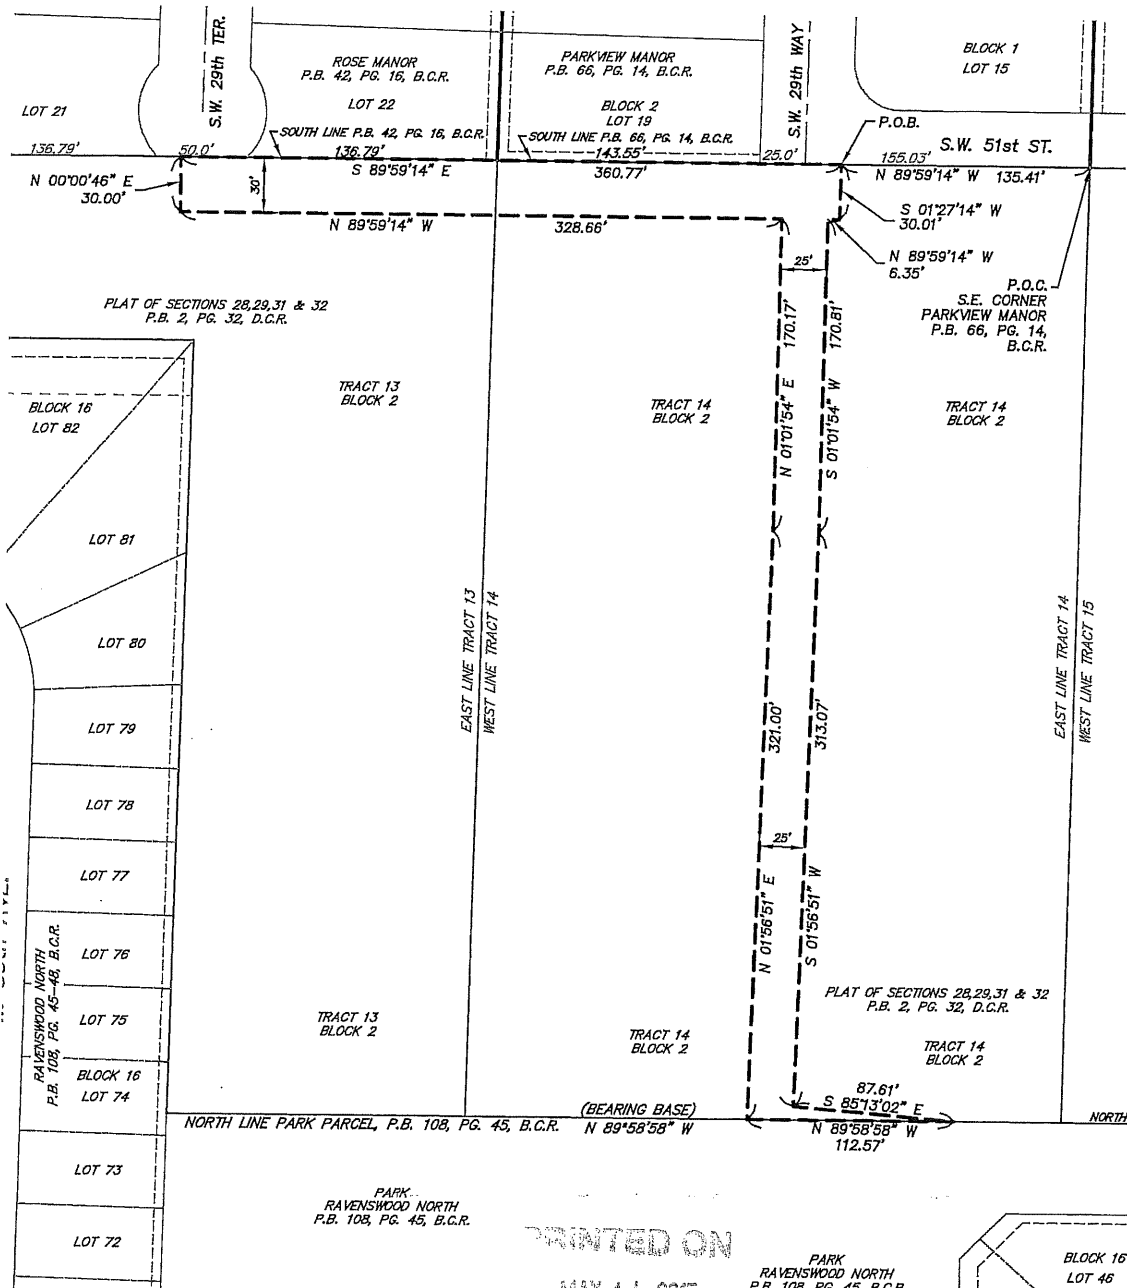 S.W. 29th TER.
ROSE MANOR
P.B. 42, PG. 16, B.C.R.
LOT 22
PARKVIEW MANOR
P.B. 66, PG. 14, B.C.R.
BLOCK 2
LOT 19
S.W. 29th WAY
BLOCK 1
LOT 15
LOT 21
SOUTH LINE P.B. 42, PG. 16, B.C.R.
SOUTH LINE P.B. 66, PG. 14, B.C.R.
P.O.B.
S.W. 51st ST.
136.79'
50.0'
136.79'
143.55'
25.0'
155.03'
S 89°59'14" E
360.77'
N 89°59'14" W 135.41'
N 00°00'46" E
30.00'
30'
S 01°27'14" W
30.01'
N 89°59'14" W
328.66'
N 89°59'14" W
6.35'
25'
P.O.C.
S.E. CORNER
PARKVIEW MANOR
P.B. 66, PG. 14,
B.C.R.
PLAT OF SECTIONS 28,29,31 & 32
P.B. 2, PG. 32, D.C.R.
170.17'
170.81'
N 01°01'54" E
S 01°01'54" W
BLOCK 16
LOT 82
TRACT 13
BLOCK 2
TRACT 14
BLOCK 2
TRACT 14
BLOCK 2
LOT 81
LOT 80
EAST LINE TRACT 13
WEST LINE TRACT 14
EAST LINE TRACT 14
WEST LINE TRACT 15
LOT 79
321.00'
313.07'
LOT 78
25'
LOT 77
N 01°56'51" E
S 01°56'51" W
RAVENSWOOD NORTH
P.B. 108, PG. 45-48, B.C.R.
LOT 76
LOT 75
BLOCK 16
LOT 74
PLAT OF SECTIONS 28,29,31 & 32
P.B. 2, PG. 32, D.C.R.
TRACT 13
BLOCK 2
TRACT 14
BLOCK 2
TRACT 14
BLOCK 2
87.61'
S 85°13'02" E
(BEARING BASE)
NORTH LINE PARK PARCEL, P.B. 108, PG. 45, B.C.R.
N 89°58'58" W
N 89°58'58" W
112.57'
NORTH
LOT 73
PARK
RAVENSWOOD NORTH
P.B. 108, PG. 45, B.C.R.
LOT 72
PRINTED ON
PARK
RAVENSWOOD NORTH
P.B. 108, PG. 45, B.C.R.
BLOCK 16
LOT 46